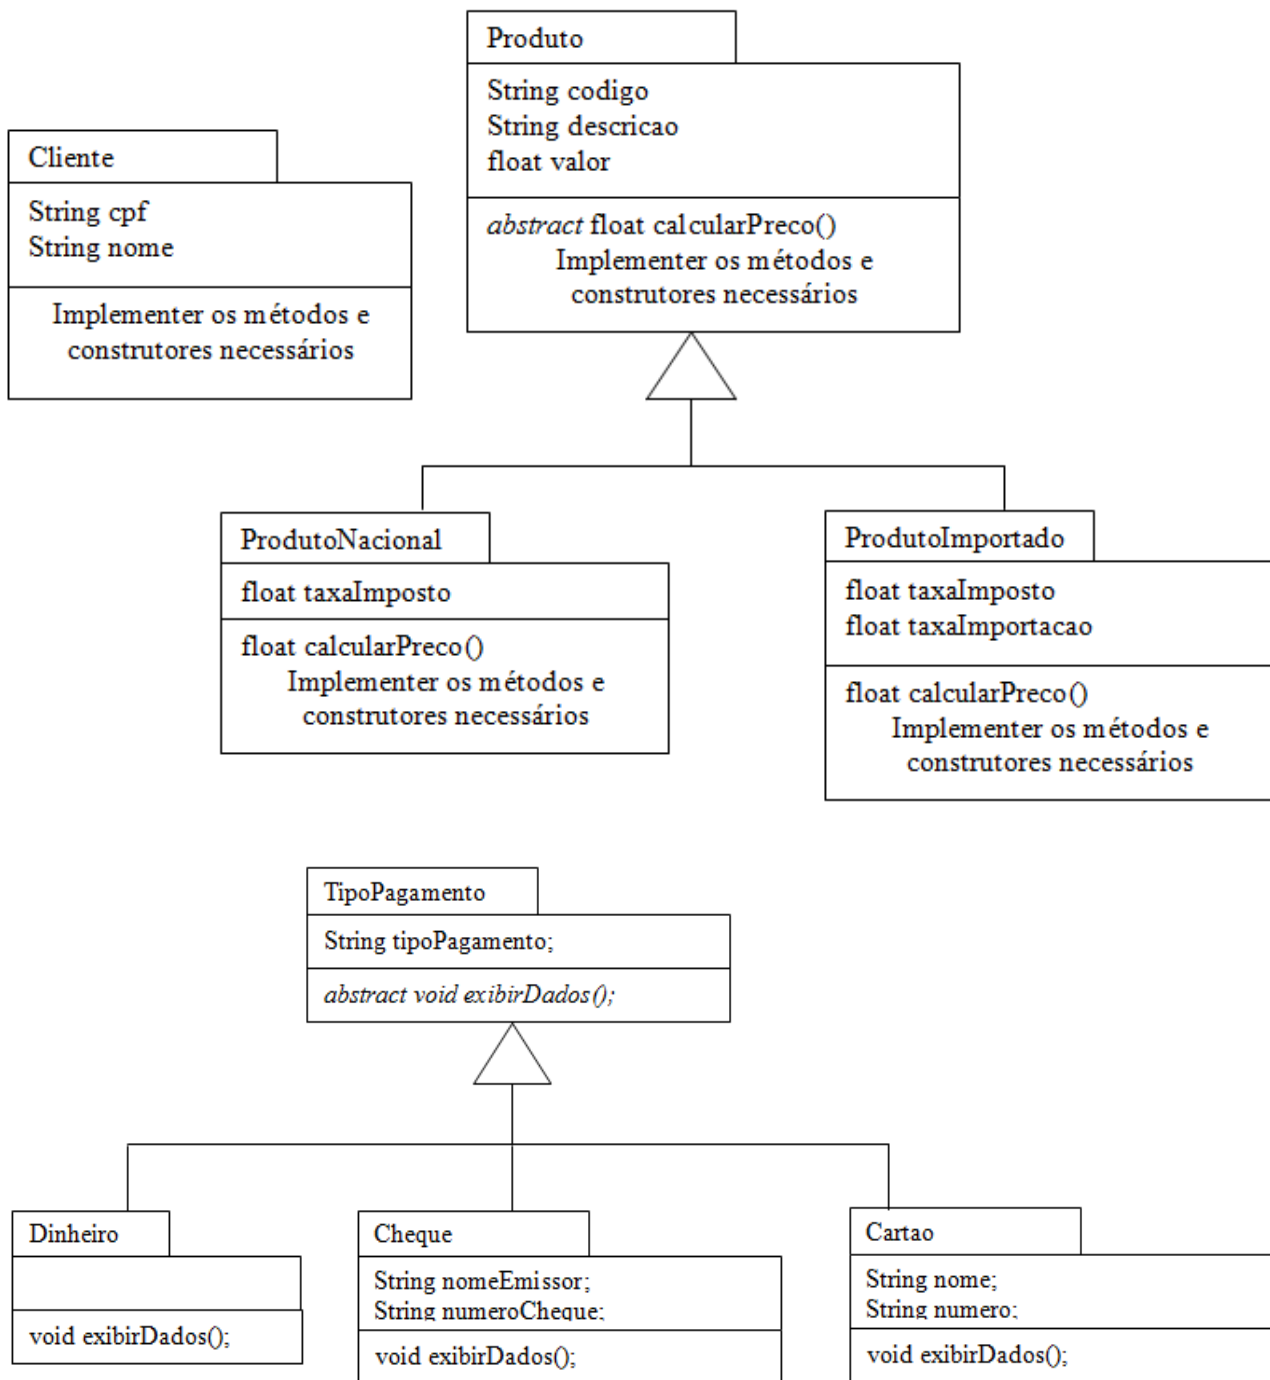 Produto
String codigo
String descricao
float valor
abstract float calcularPreco()
Implementer os métodos e
construtores necessários
Cliente
String cpf
String nome
Implementer os métodos e
construtores necessários
ProdutoNacional
float taxaImposto
float calcularPreco()
Implementer os métodos e
construtores necessários
ProdutoImportado
float taxaImposto
float taxaImportacao
float calcularPreco()
Implementer os métodos e
construtores necessários
TipoPagamento
String tipoPagamento;
abstract void exibirDados();
Dinheiro
void exibirDados();
Cheque
String nomeEmissor;
String numeroCheque;
void exibirDados();
Cartao
String nome;
String numero;
void exibirDados();